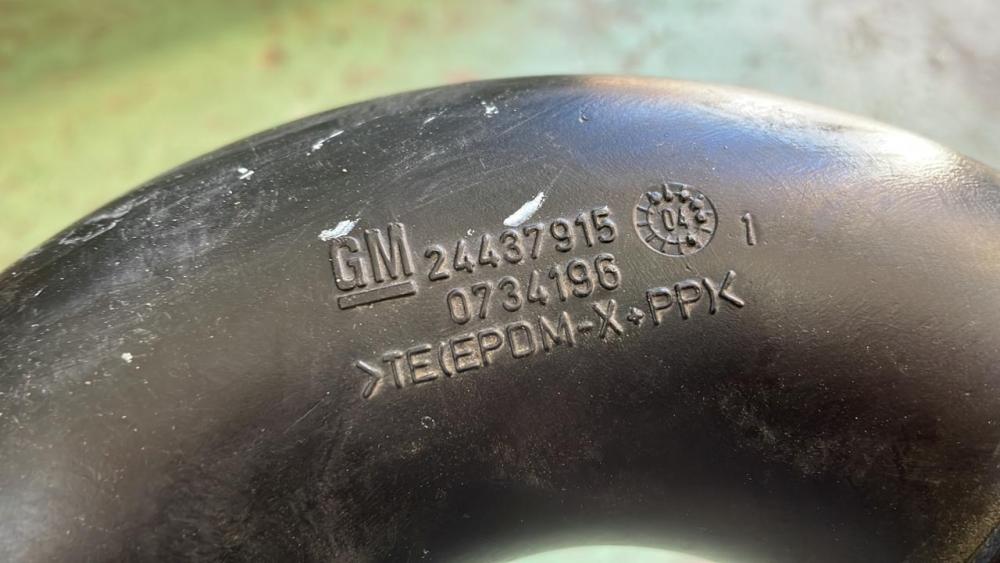 GM 24437915 04 1
0734196
>TE(EPDM-X+PP)<